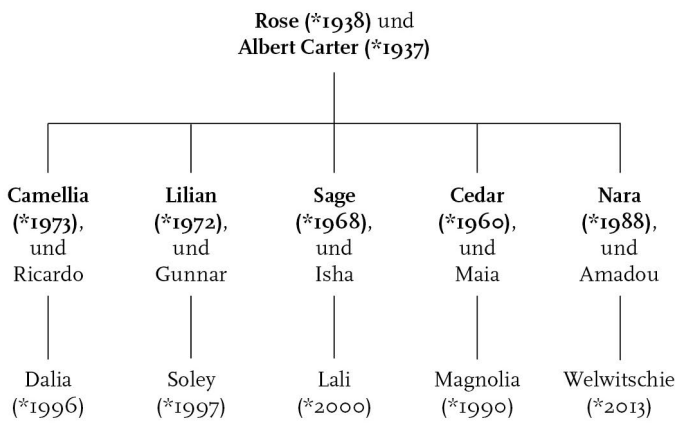 Rose (*1938) und
Albert Carter (*1937)
Camellia
(*1973),
und
Ricardo
Lilian
(*1972),
und
Gunnar
Sage
(*1968),
und
Isha
Cedar
(*1960),
und
Maia
Nara
(*1988),
und
Amadou
Dalia
(*1996)
Soley
(*1997)
Lali
(*2000)
Magnolia
(*1990)
Welwitschie
(*2013)